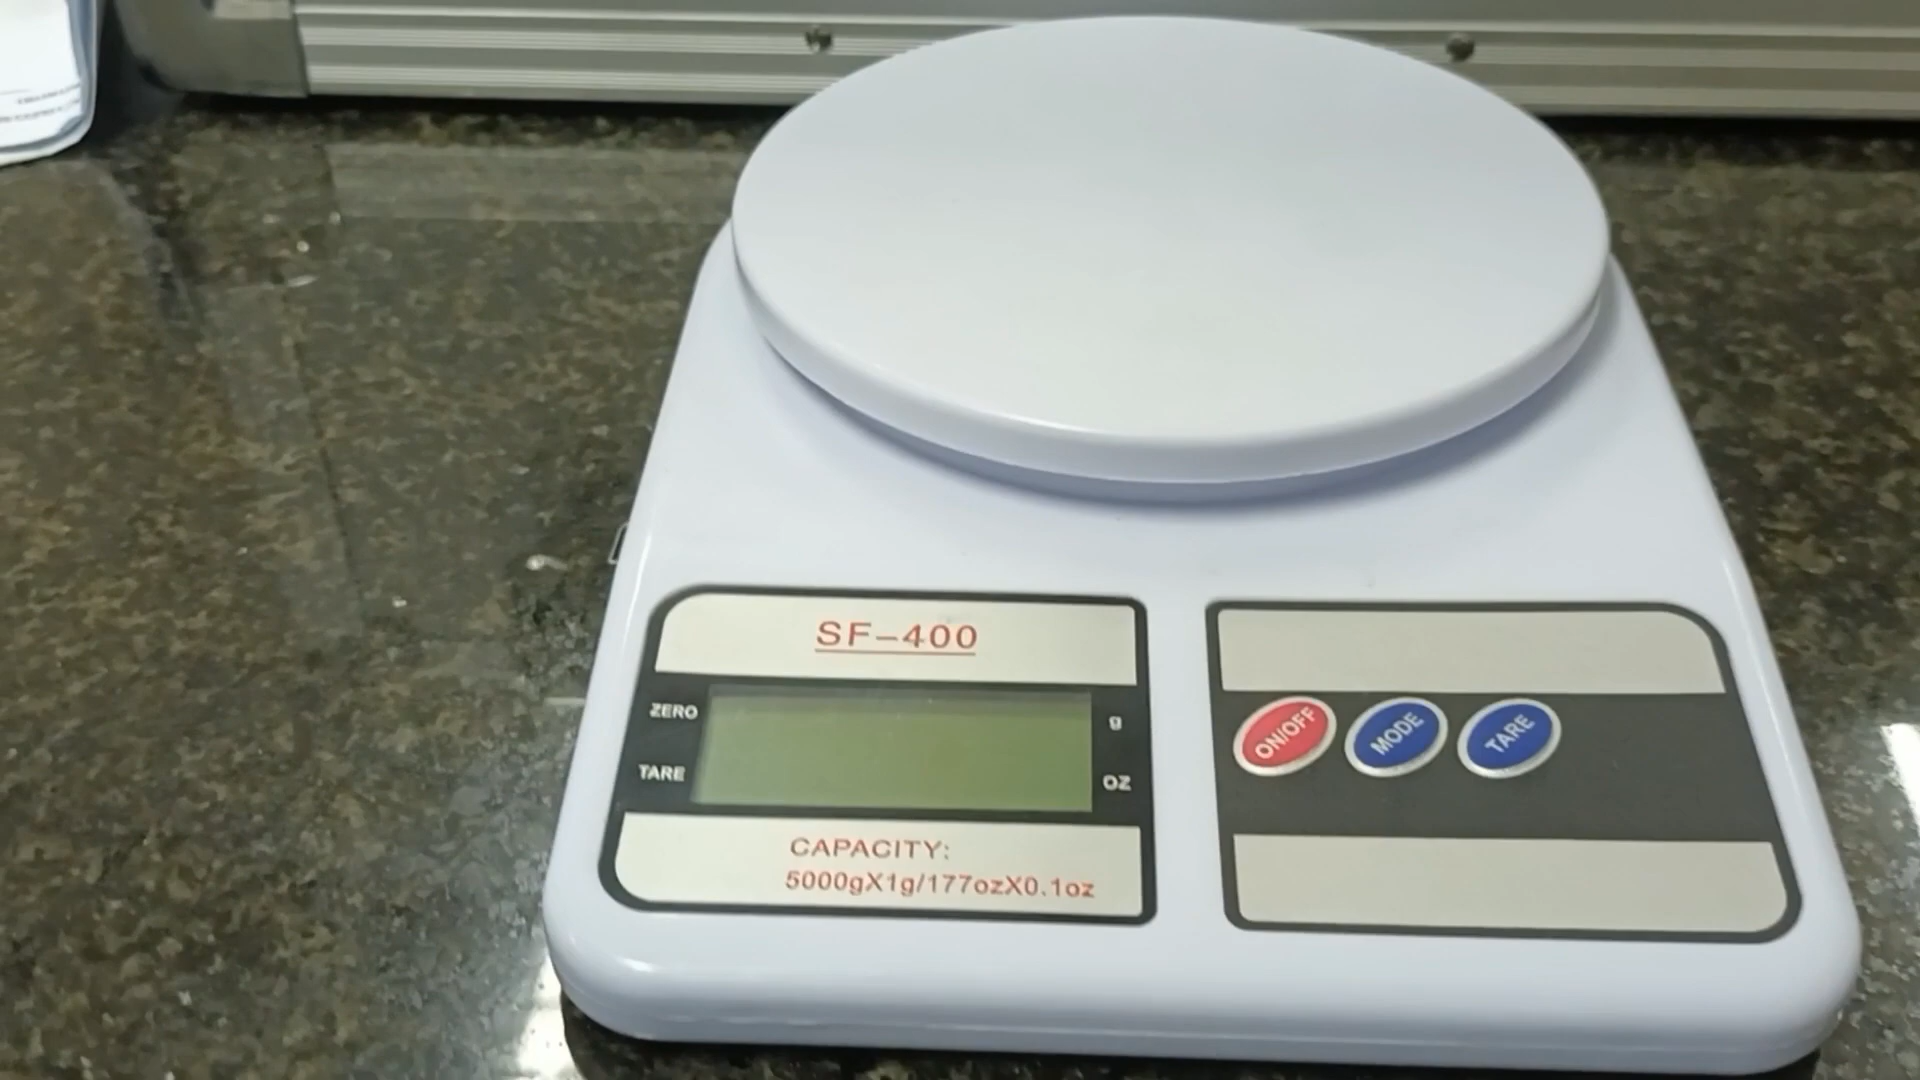 SF-400
ZERO
g
TARE
OZ
CAPACITY:
5000gX1g/177ozX0.1oz
ON/OFF
MODE
TARE